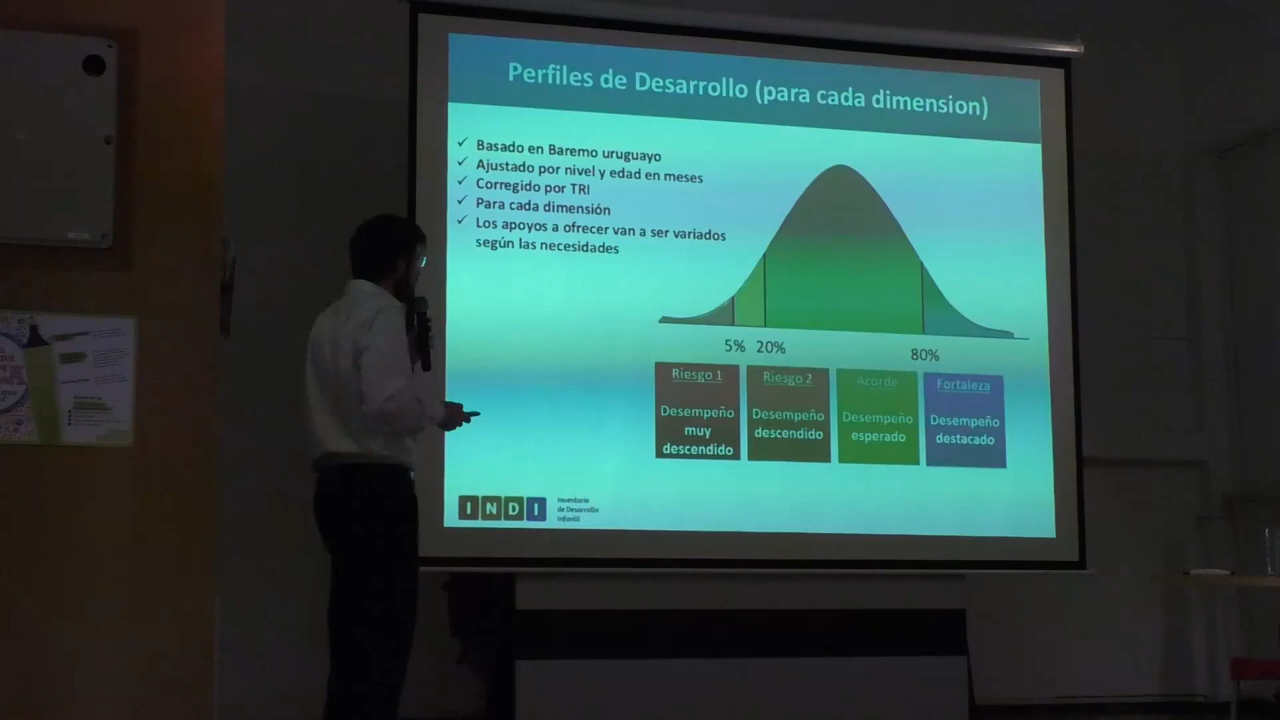 Perfiles de Desarrollo (para cada dimension)
✓ Basado en Baremo uruguayo
✓ Ajustado por nivel y edad en meses
✓ Corregido por TRI
✓ Para cada dimensión
✓ Los apoyos a ofrecer van a ser variados
según las necesidades
5% 20% 80%
Riesgo 1
Desempeño
muy
descendido
Riesgo 2
Desempeño
descendido
Acorde
Desempeño
esperado
Fortaleza
Desempeño
destacado
INDI
Inventario
de Desarrollo
Infantil